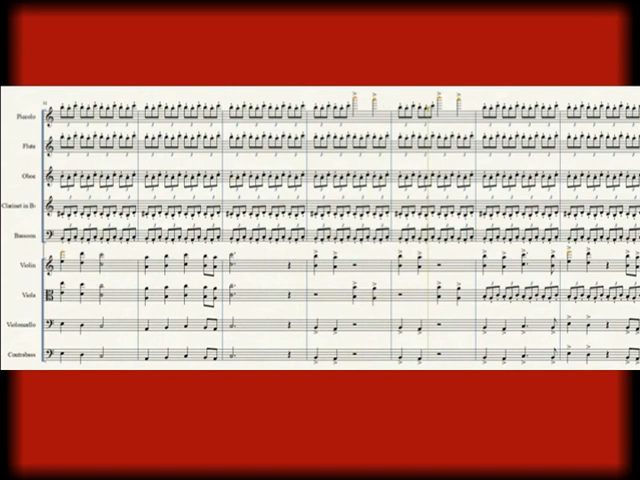 Piccolo
Flute
Oboe
Clarinet in B♭
Bassoon
Violin
Viola
Violoncello
Contrabass